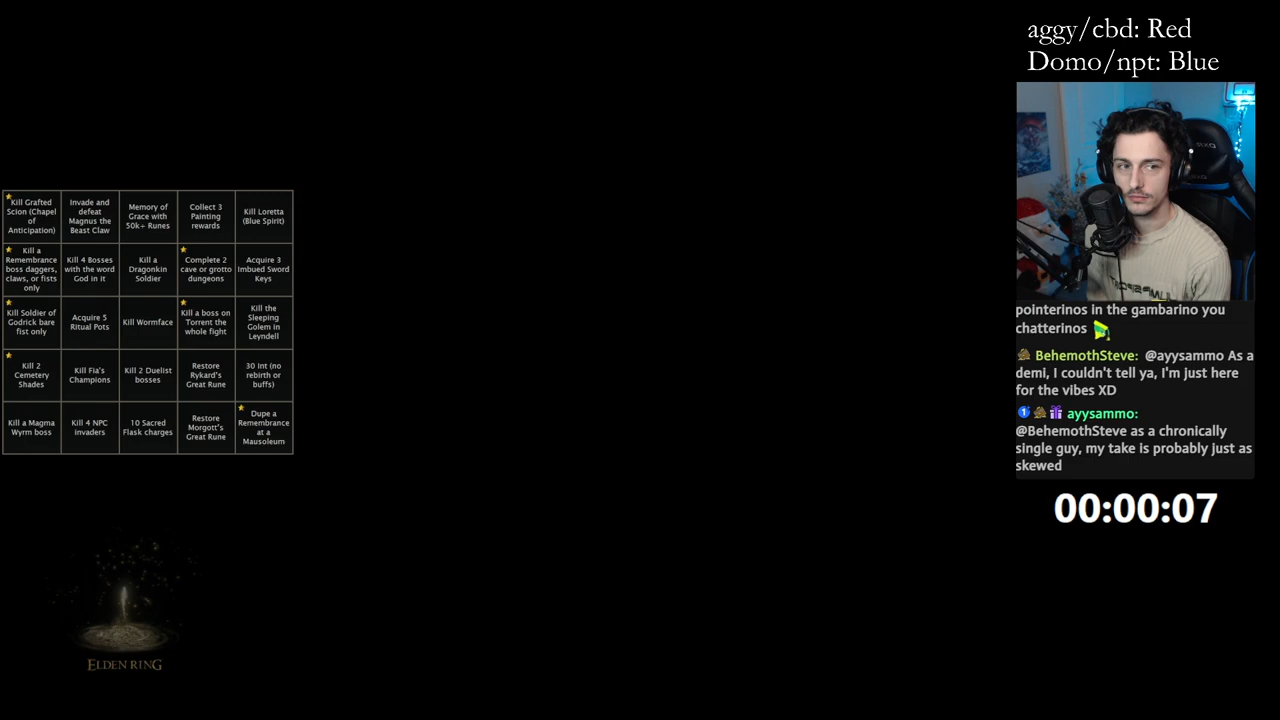 aggy/cbd: Red
Domo/npt: Blue
Kill Grafted
Scion (Chapel
of
Anticipation)
Invade and
defeat
Magnus the
Beast Claw
Memory of
Grace with
50k+ Runes
Collect 3
Painting
rewards
Kill Loretta
(Blue Spirit)
Kill a
Remembrance
boss daggers,
claws, or fists
only
Kill 4 Bosses
with the word
God in it
Kill a
Dragonkin
Soldier
Complete 2
cave or grotto
dungeons
Acquire 3
Imbued Sword
Keys
Kill Soldier of
Godrick bare
fist only
Acquire 5
Ritual Pots
Kill Wormface
Kill a boss on
Torrent the
whole fight
Kill the
Sleeping
Golem in
Leyndell
Kill 2
Cemetery
Shades
Kill Fia's
Champions
Kill 2 Duelist
bosses
Restore
Rykard's
Great Rune
30 Int (no
rebirth or
buffs)
Kill a Magma
Wyrm boss
Kill 4 NPC
invaders
10 Sacred
Flask charges
Restore
Morgott's
Great Rune
Dupe a
Remembrance
at a
Mausoleum
pointerinos in the gambarino you
chatterinos
BehemothSteve: @ayysammo As a
demi, I couldn't tell ya, I'm just here
for the vibes XD
ayysammo:
@BehemothSteve as a chronically
single guy, my take is probably just as
skewed
00:00:07
ELDEN RING